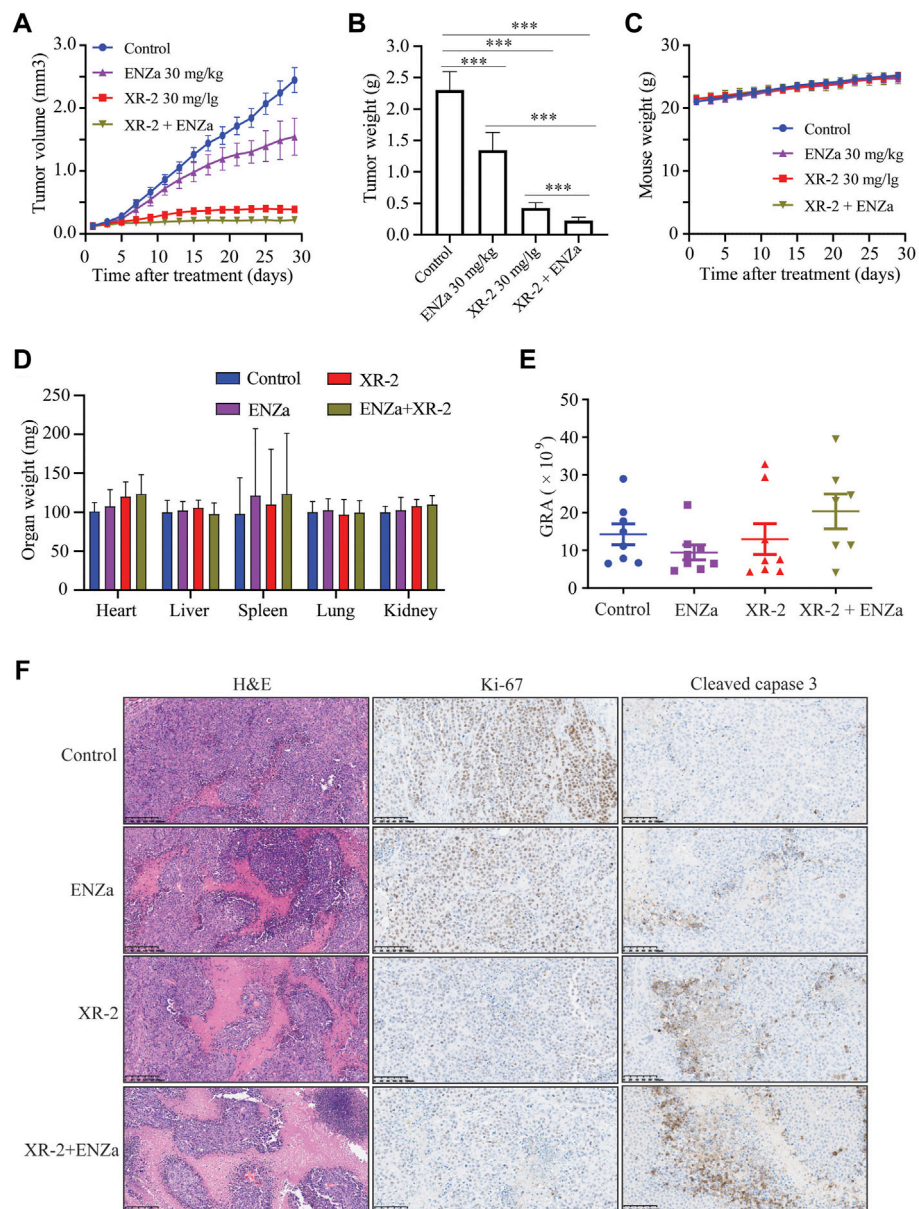 A
Tumor volume (mm3)
3.0
2.0
1.0
0.0
0
5
10
15
20
25
30
Time after treatment (days)
Control
ENZa 30 mg/kg
XR-2 30 mg/lg
XR-2 + ENZa
B
Tumor weight (g)
3.0
2.5
2.0
1.5
1.0
0.5
0.0
***
***
***
***
***
Control
ENZa 30 mg/kg
XR-2 30 mg/lg
XR-2 + ENZa
C
Mouse weight (g)
30
20
10
0
0
5
10
15
20
25
30
Time after treatment (days)
Control
ENZa 30 mg/kg
XR-2 30 mg/lg
XR-2 + ENZa
D
Control
XR-2
ENZa
ENZa+XR-2
Organ weight (mg)
250
200
150
100
50
0
Heart
Liver
Spleen
Lung
Kidney
E
GRA ( × 10⁹)
50
40
30
20
10
0
Control
ENZa
XR-2
XR-2 + ENZa
F
H&E
Ki-67
Cleaved capase 3
Control
ENZa
XR-2
XR-2+ENZa